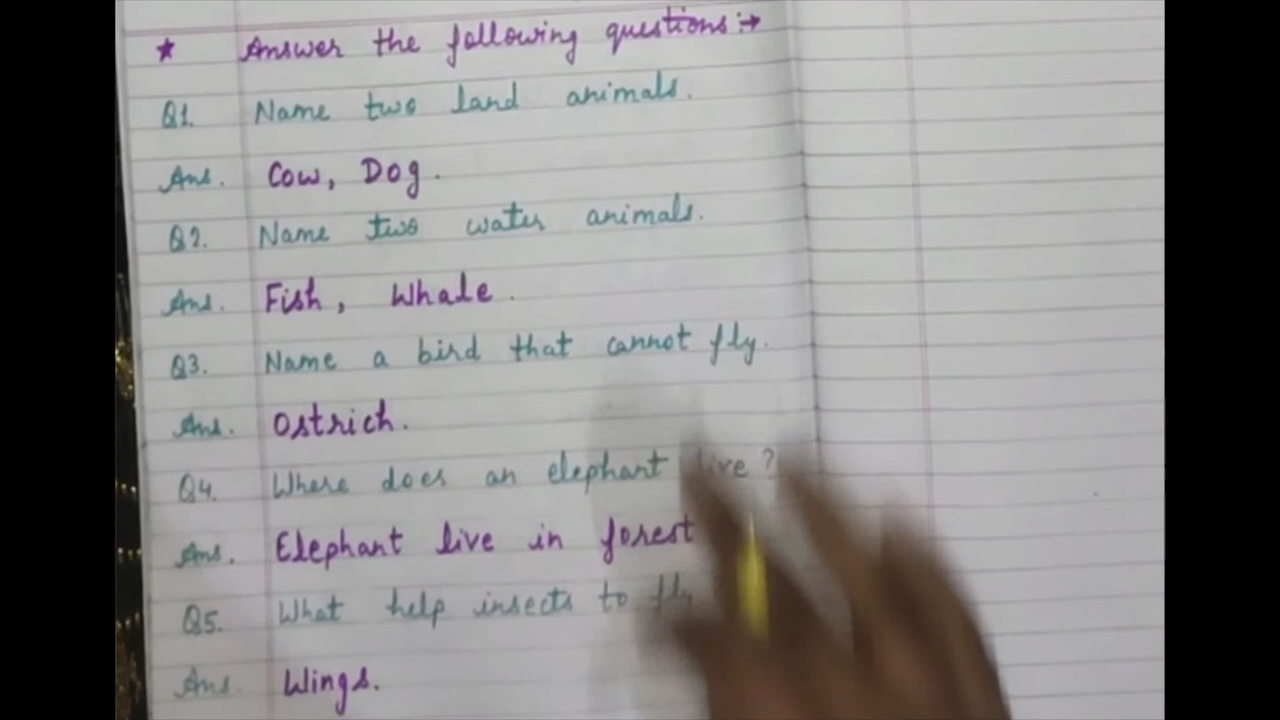 ★ Answer the following questions:→
Q1. Name two land animals.
Ans. Cow, Dog.
Q2. Name two water animals.
Ans. Fish, Whale.
Q3. Name a bird that cannot fly.
Ans. Ostrich.
Q4. Where does an elephant live?
Ans. Elephant live in forest
Q5. What help insects to fly
Ans. Wings.